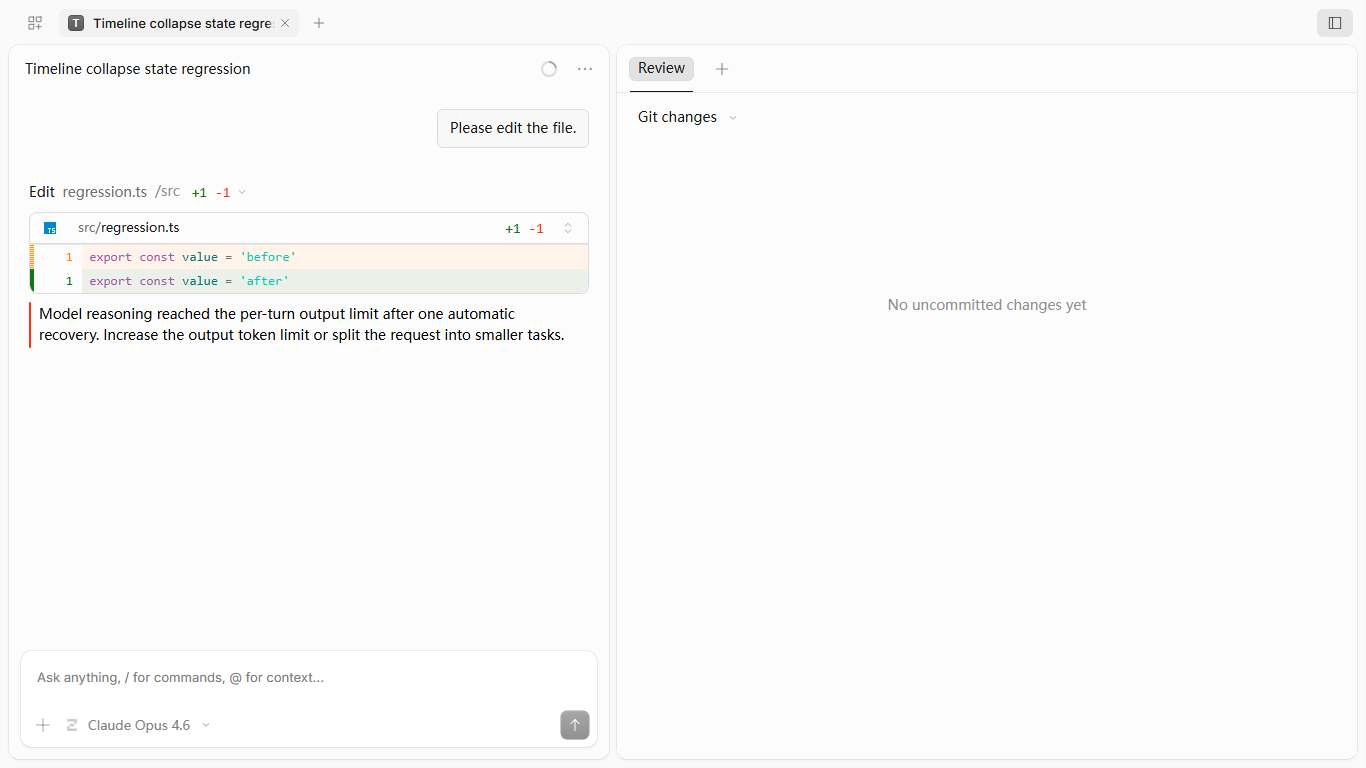 T Timeline collapse state regre
Timeline collapse state regression
Please edit the file.
Edit regression.ts /src +1 -1
TS src/regression.ts +1 -1
1 export const value = 'before'
1 export const value = 'after'
Model reasoning reached the per-turn output limit after one automatic
recovery. Increase the output token limit or split the request into smaller tasks.
Ask anything, / for commands, @ for context...
Claude Opus 4.6
Review
Git changes
No uncommitted changes yet